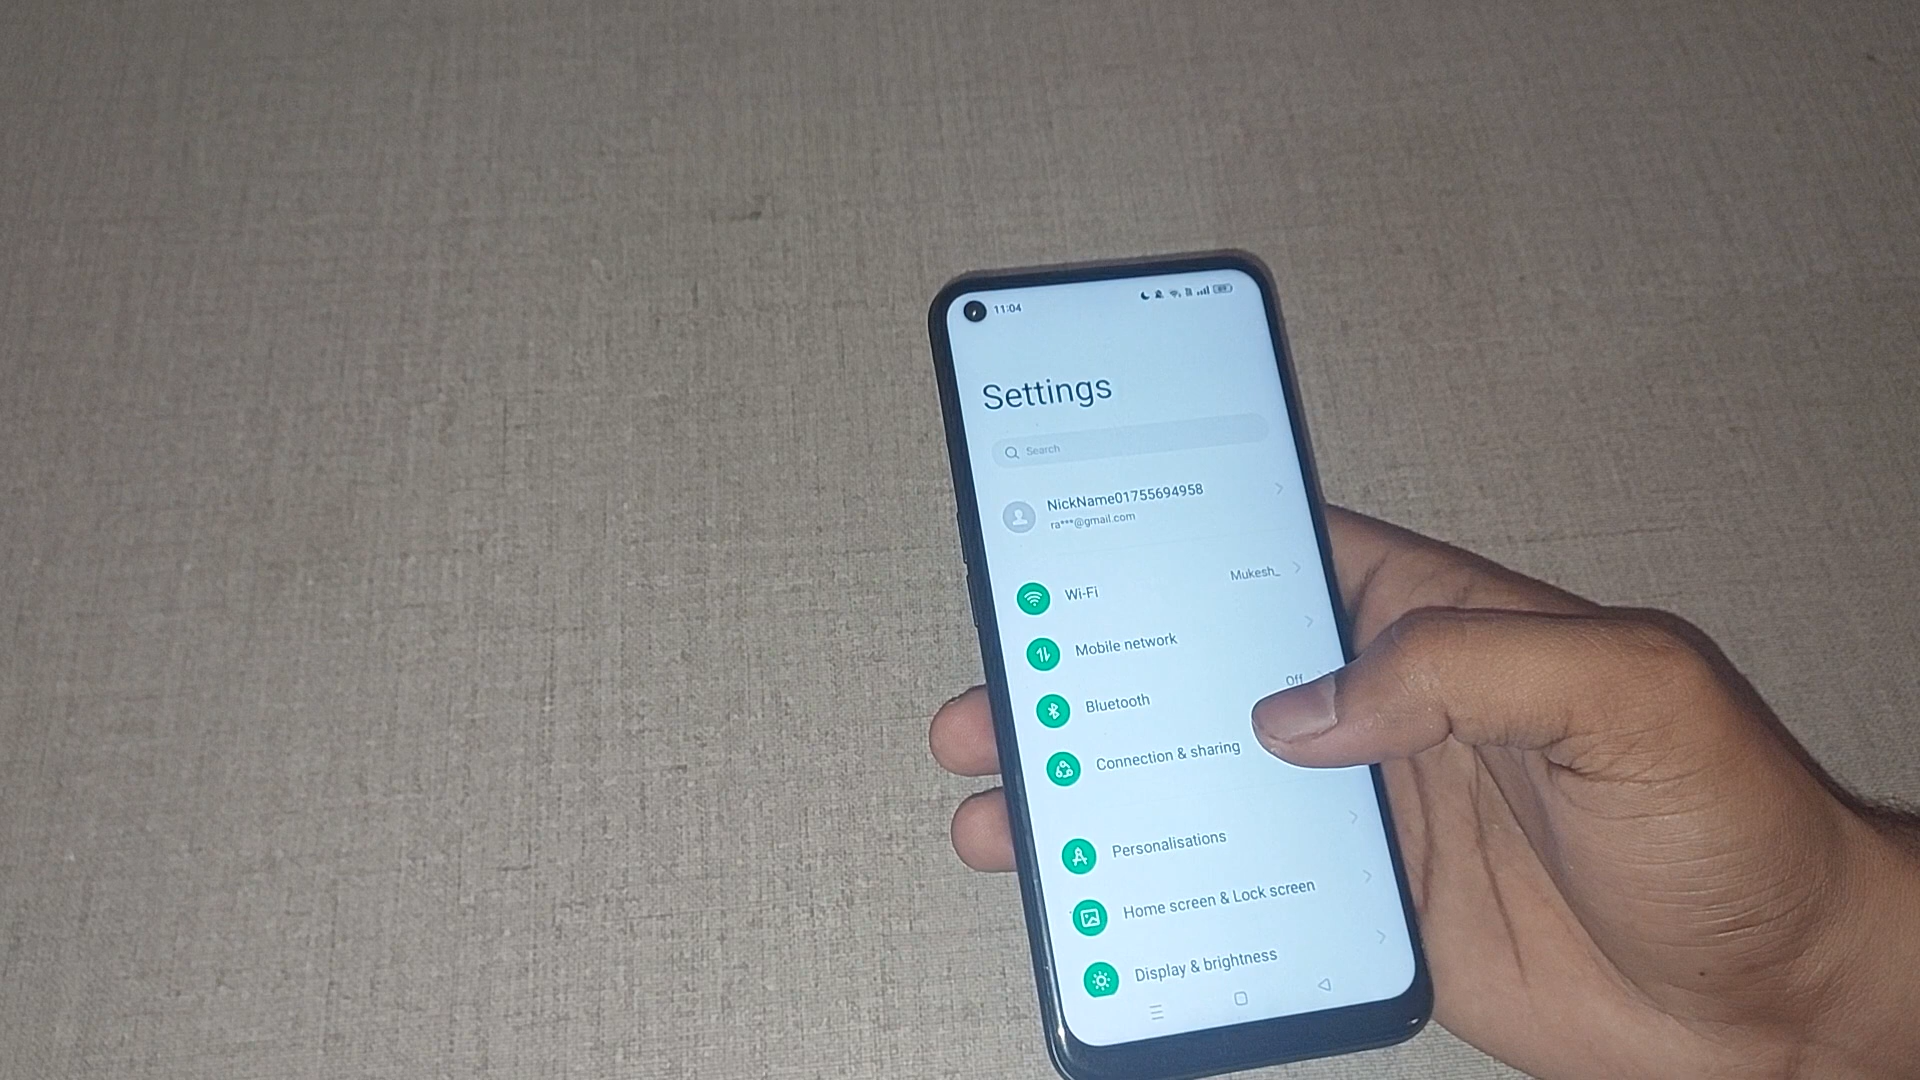 11:04
Settings
Search
NickName01755694958
ra***@gmail.com
Wi-Fi Mukesh_
Mobile network
Bluetooth Off
Connection & sharing
Personalisations
Home screen & Lock screen
Display & brightness